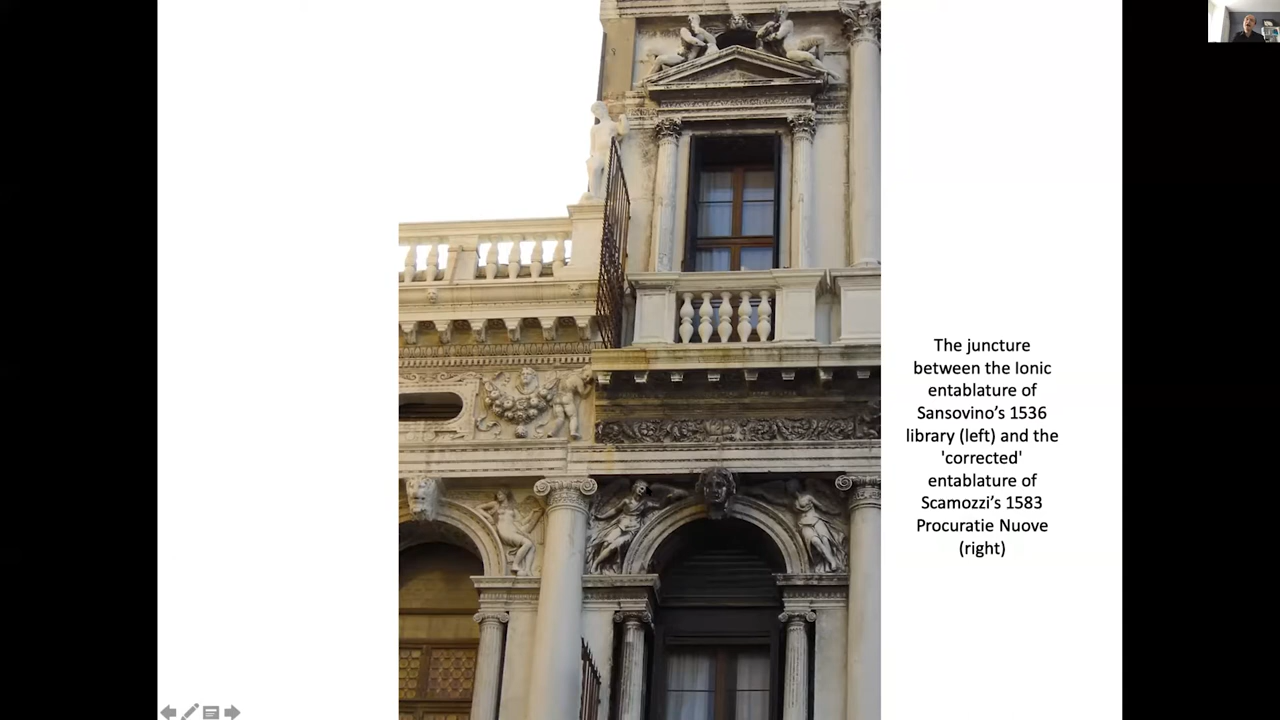 The juncture
between the Ionic
entablature of
Sansovino’s 1536
library (left) and the
'corrected'
entablature of
Scamozzi’s 1583
Procuratie Nuove
(right)